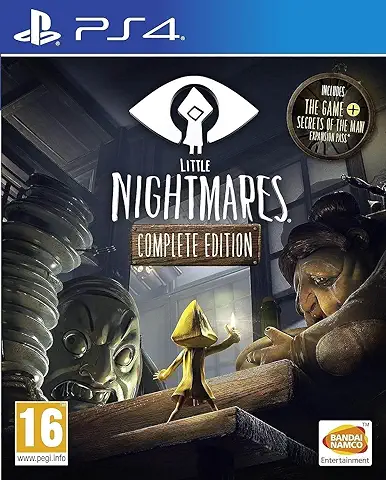 PS4
INCLUDES
THE GAME +
SECRETS OF THE MAW
EXPANSION PASS*
LITTLE
NIGHTMARES
COMPLETE EDITION
16
www.pegi.info
BANDAI
NAMCO
Entertainment
TM